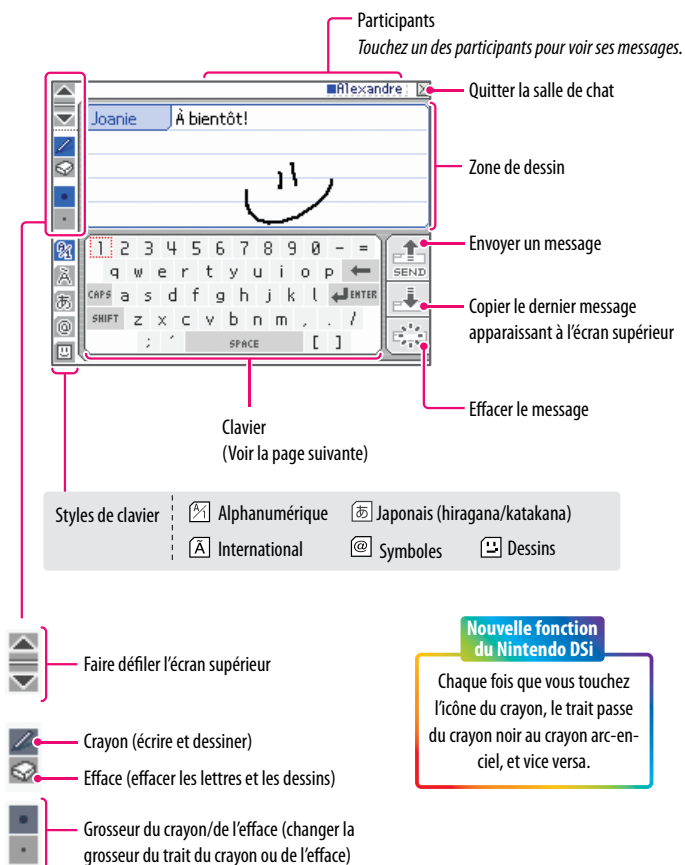 Participants
Touchez un des participants pour voir ses messages.
Alexandre
Quitter la salle de chat
Joanie À bientôt!
Zone de dessin
Envoyer un message
SEND
Copier le dernier message
apparaissant à l'écran supérieur
Effacer le message
1 2 3 4 5 6 7 8 9 0 - =
q w e r t y u i o p
CAPS a s d f g h j k l ENTER
SHIFT z x c v b n m , . /
; ´ SPACE [ ]
A/1
Ã
あ
@
Clavier
(Voir la page suivante)
Styles de clavier
A/1 Alphanumérique
あ Japonais (hiragana/katakana)
Ã International
@ Symboles
Dessins
Faire défiler l'écran supérieur
Crayon (écrire et dessiner)
Efface (effacer les lettres et les dessins)
Grosseur du crayon/de l'efface (changer la
grosseur du trait du crayon ou de l'efface)
Nouvelle fonction
du Nintendo DSi
Chaque fois que vous touchez
l'icône du crayon, le trait passe
du crayon noir au crayon arc-en-
ciel, et vice versa.